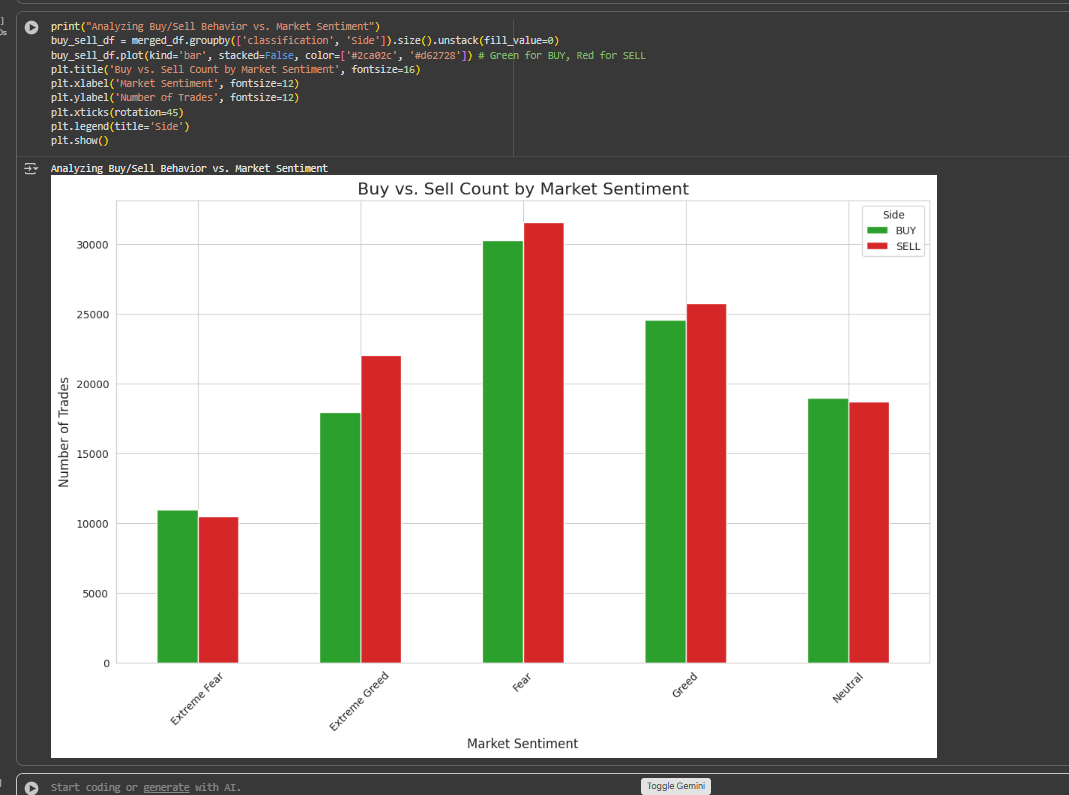 ]
0s
print("Analyzing Buy/Sell Behavior vs. Market Sentiment")
buy_sell_df = merged_df.groupby(['classification', 'Side']).size().unstack(fill_value=0)
buy_sell_df.plot(kind='bar', stacked=False, color=['#2ca02c', '#d62728']) # Green for BUY, Red for SELL
plt.title('Buy vs. Sell Count by Market Sentiment', fontsize=16)
plt.xlabel('Market Sentiment', fontsize=12)
plt.ylabel('Number of Trades', fontsize=12)
plt.xticks(rotation=45)
plt.legend(title='Side')
plt.show()
Analyzing Buy/Sell Behavior vs. Market Sentiment
Buy vs. Sell Count by Market Sentiment
Side
BUY
SELL
30000
25000
20000
15000
10000
5000
0
Number of Trades
Extreme Fear
Extreme Greed
Fear
Greed
Neutral
Market Sentiment
Start coding or generate with AI.
Toggle Gemini